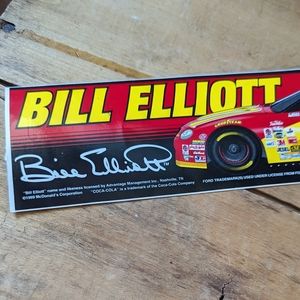 BILL ELLIOTT
GOODYEAR
Bill Elliott
"Bill Elliott" name and likeness licensed by Advantage Management Inc., Nashville, TN
©1999 McDonald's Corporation "COCA-COLA" is a trademark of the Coca-Cola Company
FORD TRADEMARK(S) USED UNDER LICENSE FROM